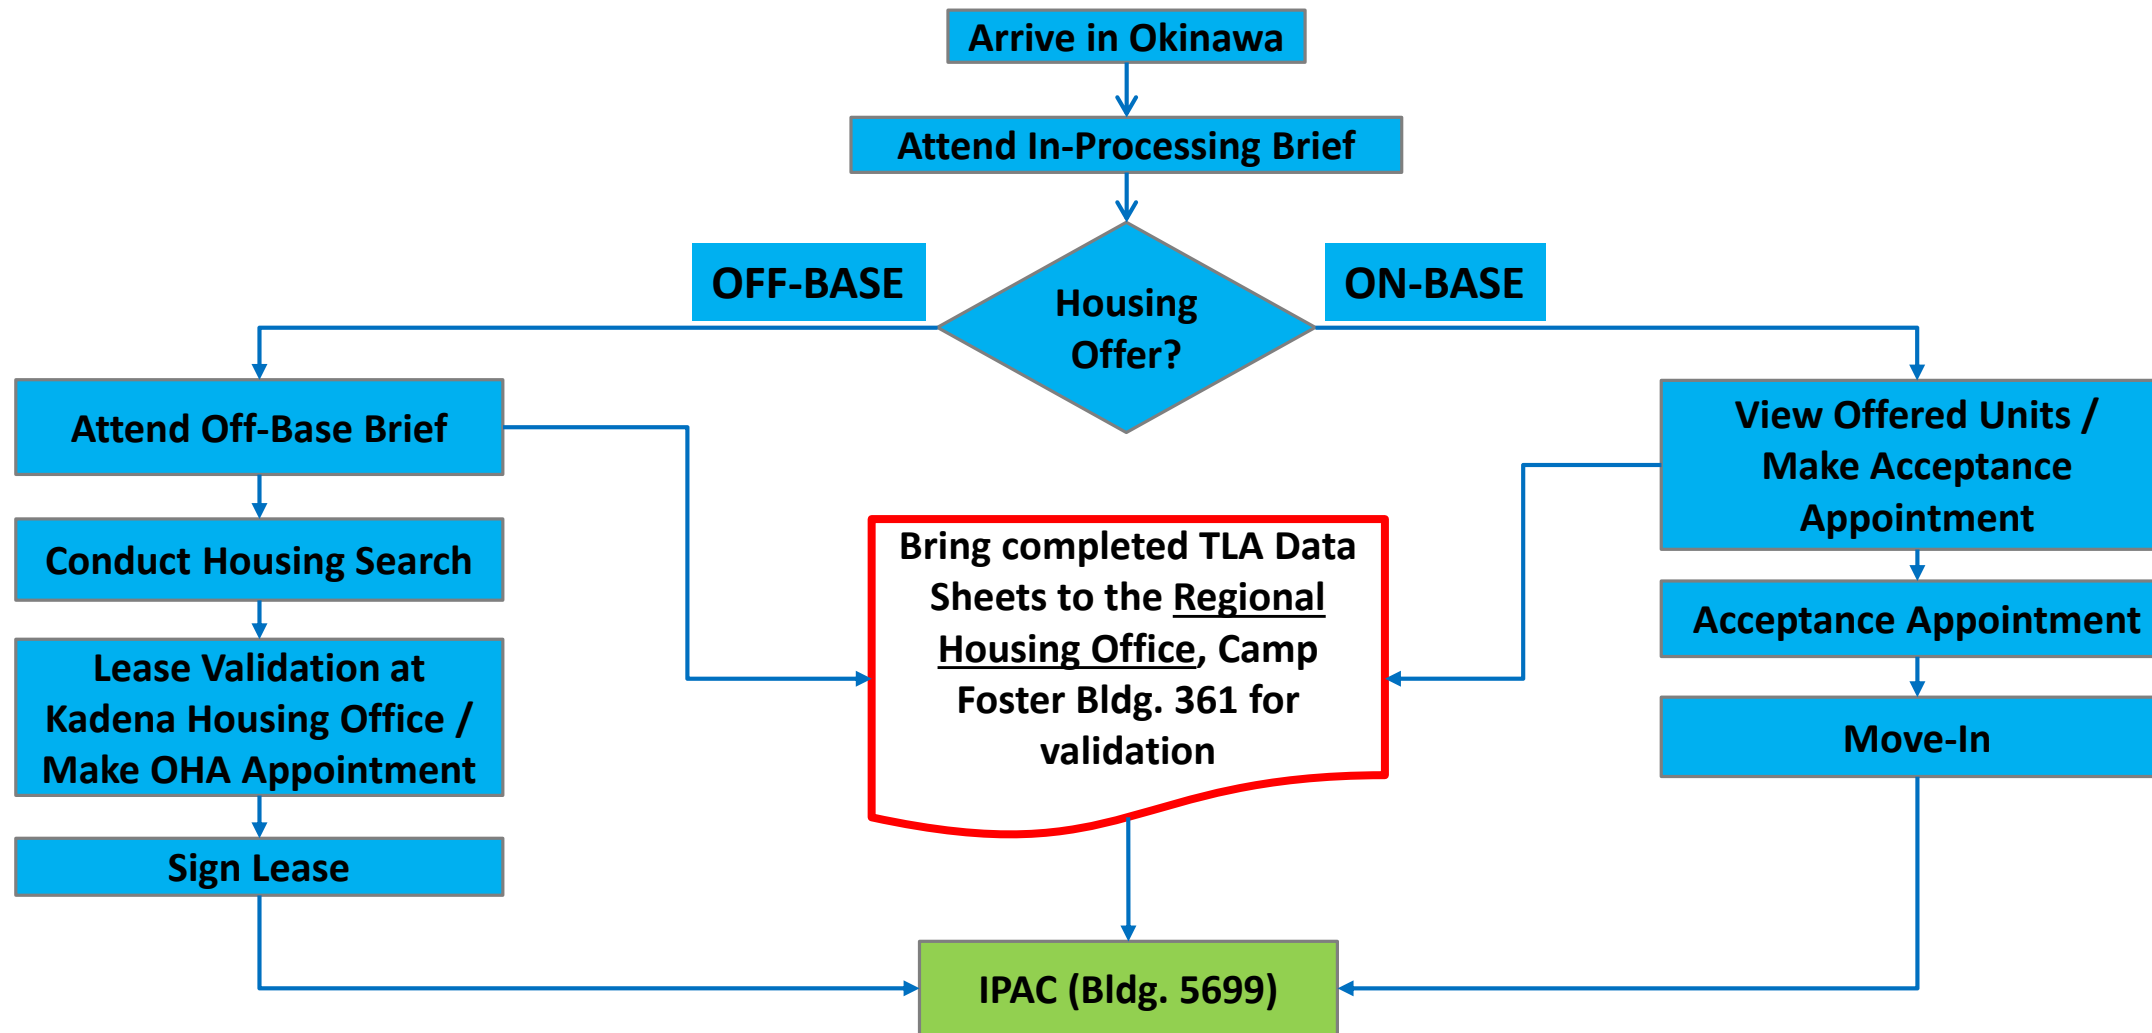 Arrive in Okinawa
Attend In-Processing Brief
OFF-BASE
Housing
Offer?
ON-BASE
Attend Off-Base Brief
Conduct Housing Search
Lease Validation at
Kadena Housing Office /
Make OHA Appointment
Sign Lease
Bring completed TLA Data
Sheets to the Regional
Housing Office, Camp
Foster Bldg. 361 for
validation
View Offered Units /
Make Acceptance
Appointment
Acceptance Appointment
Move-In
IPAC (Bldg. 5699)